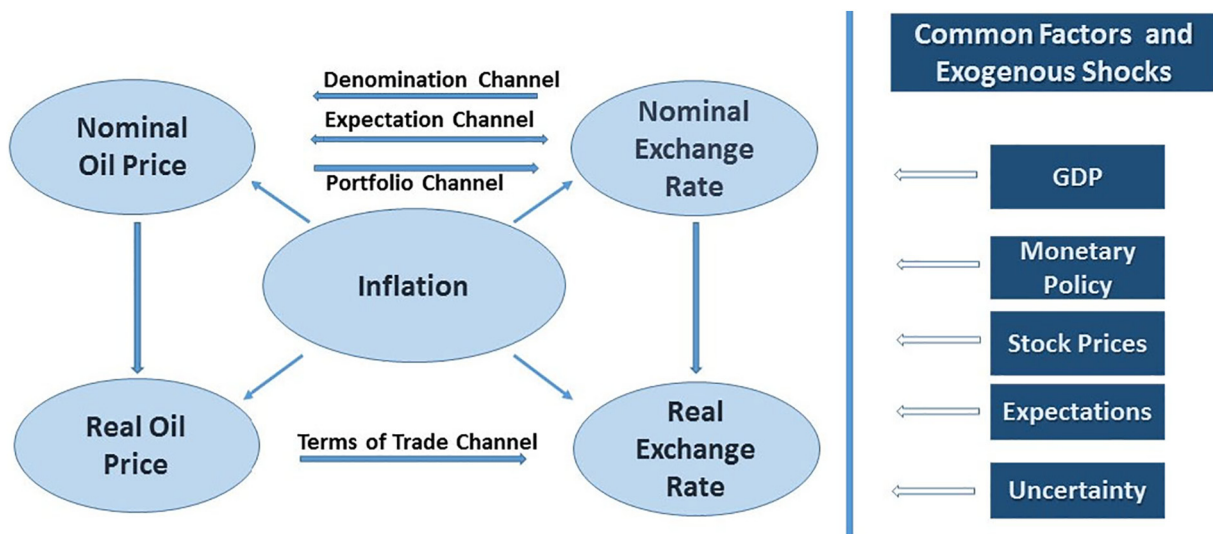 Denomination Channel
Expectation Channel
Portfolio Channel
Nominal
Oil Price
Nominal
Exchange
Rate
Inflation
Real Oil
Price
Terms of Trade Channel
Real
Exchange
Rate
Common Factors and
Exogenous Shocks
GDP
Monetary
Policy
Stock Prices
Expectations
Uncertainty